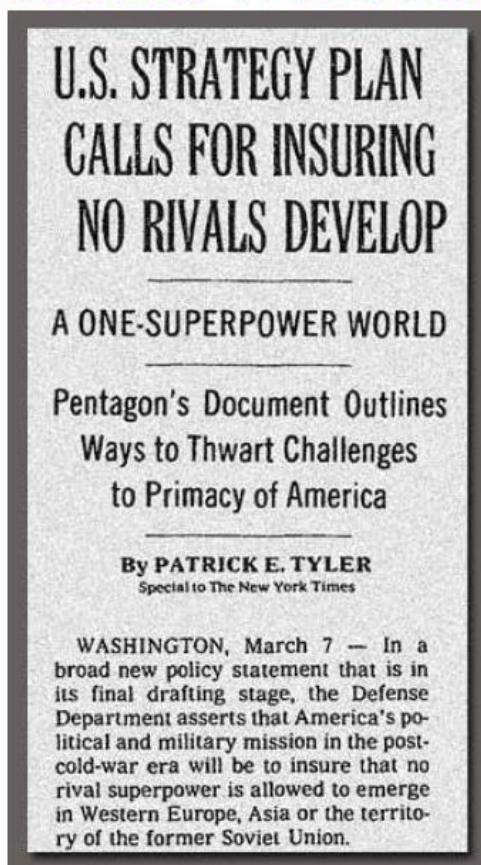 U.S. STRATEGY PLAN
CALLS FOR INSURING
NO RIVALS DEVELOP
A ONE-SUPERPOWER WORLD
Pentagon's Document Outlines
Ways to Thwart Challenges
to Primacy of America
By PATRICK E. TYLER
Special to The New York Times
WASHINGTON, March 7 — In a
broad new policy statement that is in
its final drafting stage, the Defense
Department asserts that America's po-
litical and military mission in the post-
cold-war era will be to insure that no
rival superpower is allowed to emerge
in Western Europe, Asia or the territo-
ry of the former Soviet Union.